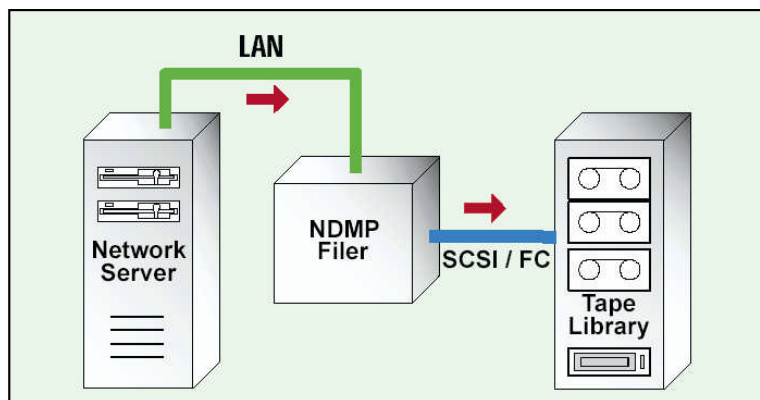 LAN
Network
Server
NDMP
Filer
SCSI / FC
Tape
Library